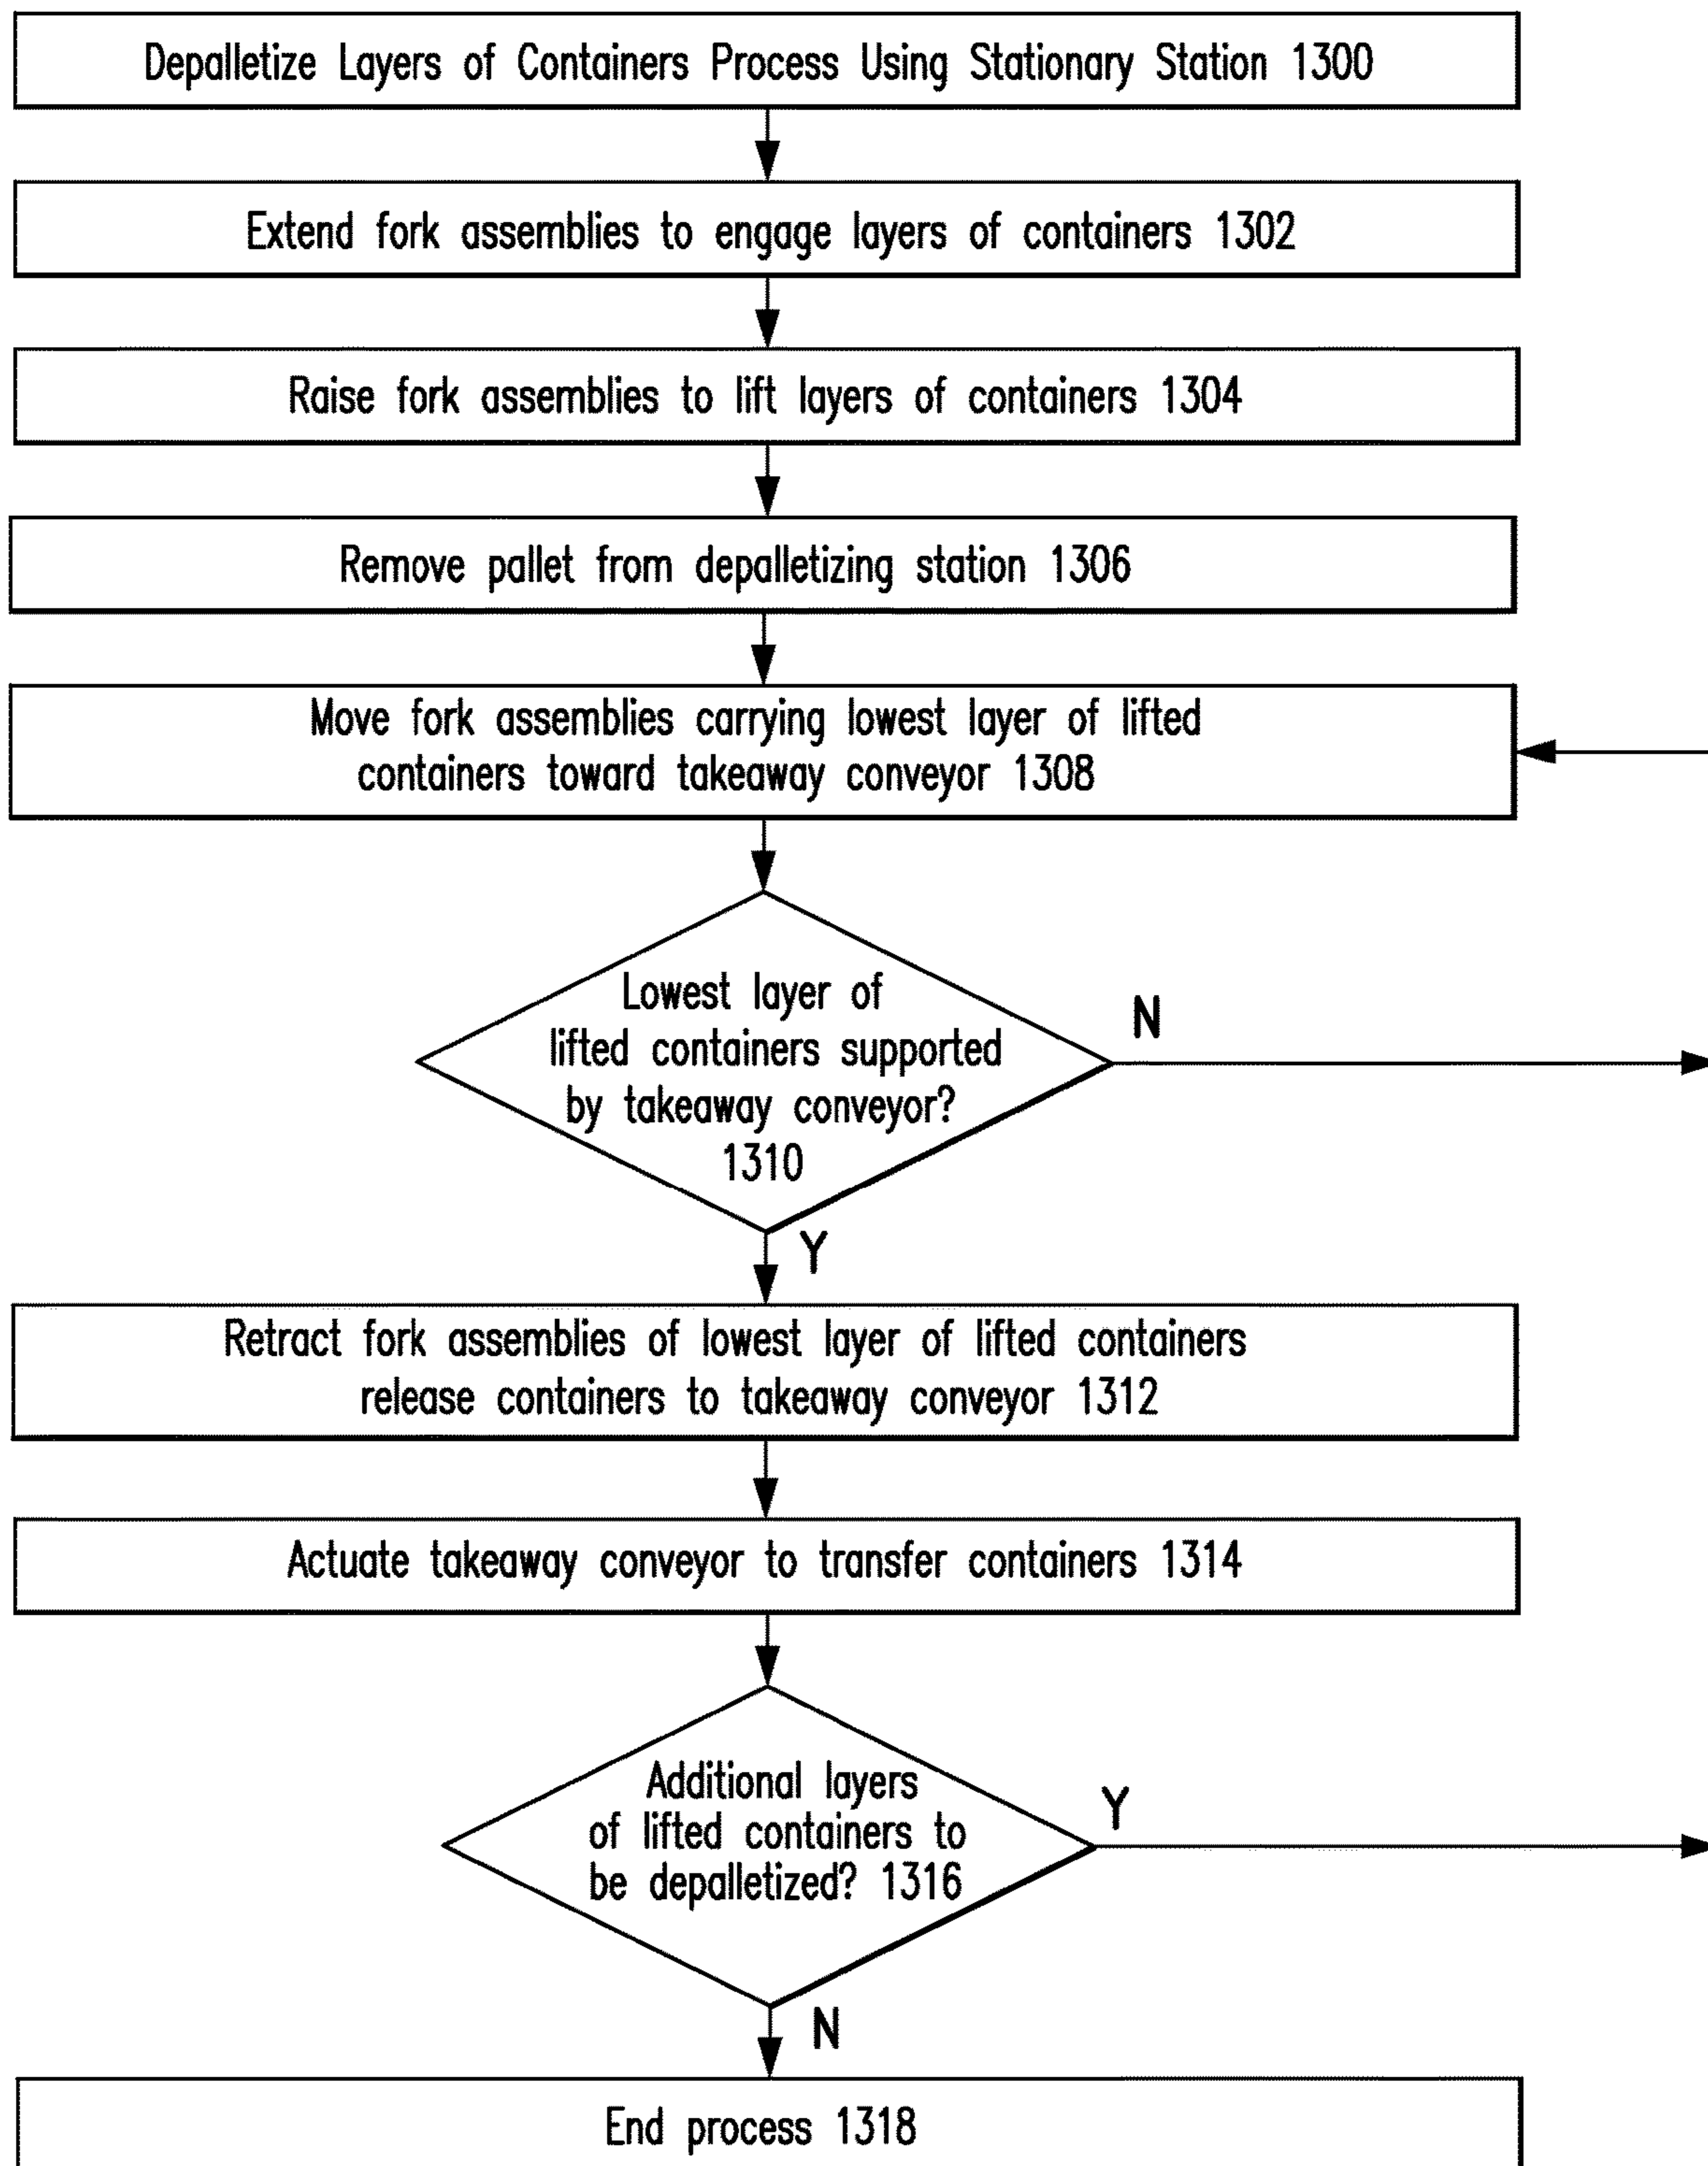 Depalletize Layers of Containers Process Using Stationary Station 1300
Extend fork assemblies to engage layers of containers 1302
Raise fork assemblies to lift layers of containers 1304
Remove pallet from depalletizing station 1306
Move fork assemblies carrying lowest layer of lifted
containers toward takeaway conveyor 1308
Lowest layer of
lifted containers supported
by takeaway conveyor?
1310
N
Y
Retract fork assemblies of lowest layer of lifted containers
release containers to takeaway conveyor 1312
Actuate takeaway conveyor to transfer containers 1314
Additional layers
of lifted containers to
be depalletized? 1316
Y
N
End process 1318